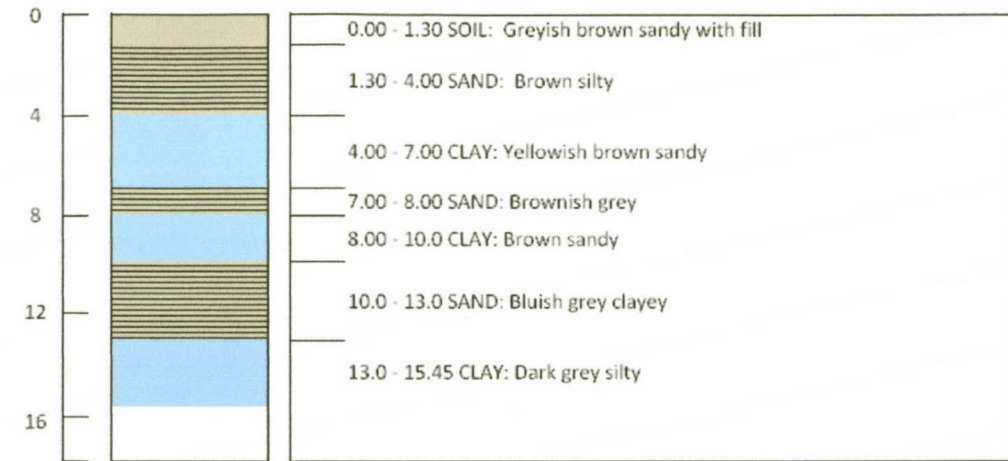 0
0.00 - 1.30 SOIL: Greyish brown sandy with fill
1.30 - 4.00 SAND: Brown silty
4
4.00 - 7.00 CLAY: Yellowish brown sandy
7.00 - 8.00 SAND: Brownish grey
8
8.00 - 10.0 CLAY: Brown sandy
10.0 - 13.0 SAND: Bluish grey clayey
12
13.0 - 15.45 CLAY: Dark grey silty
16